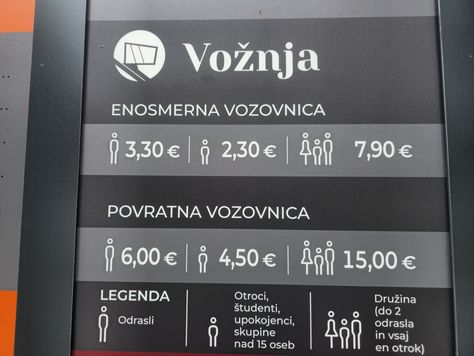 Vožnja
ENOSMERNA VOZOVNICA
3,30 € 2,30 € 7,90 €
POVRATNA VOZOVNICA
6,00 € 4,50 € 15,00 €
LEGENDA
Odrasli
Otroci,
študenti,
upokojenci,
skupine
nad 15 oseb
Družina
(do 2
odrasla
in vsaj
en otrok)